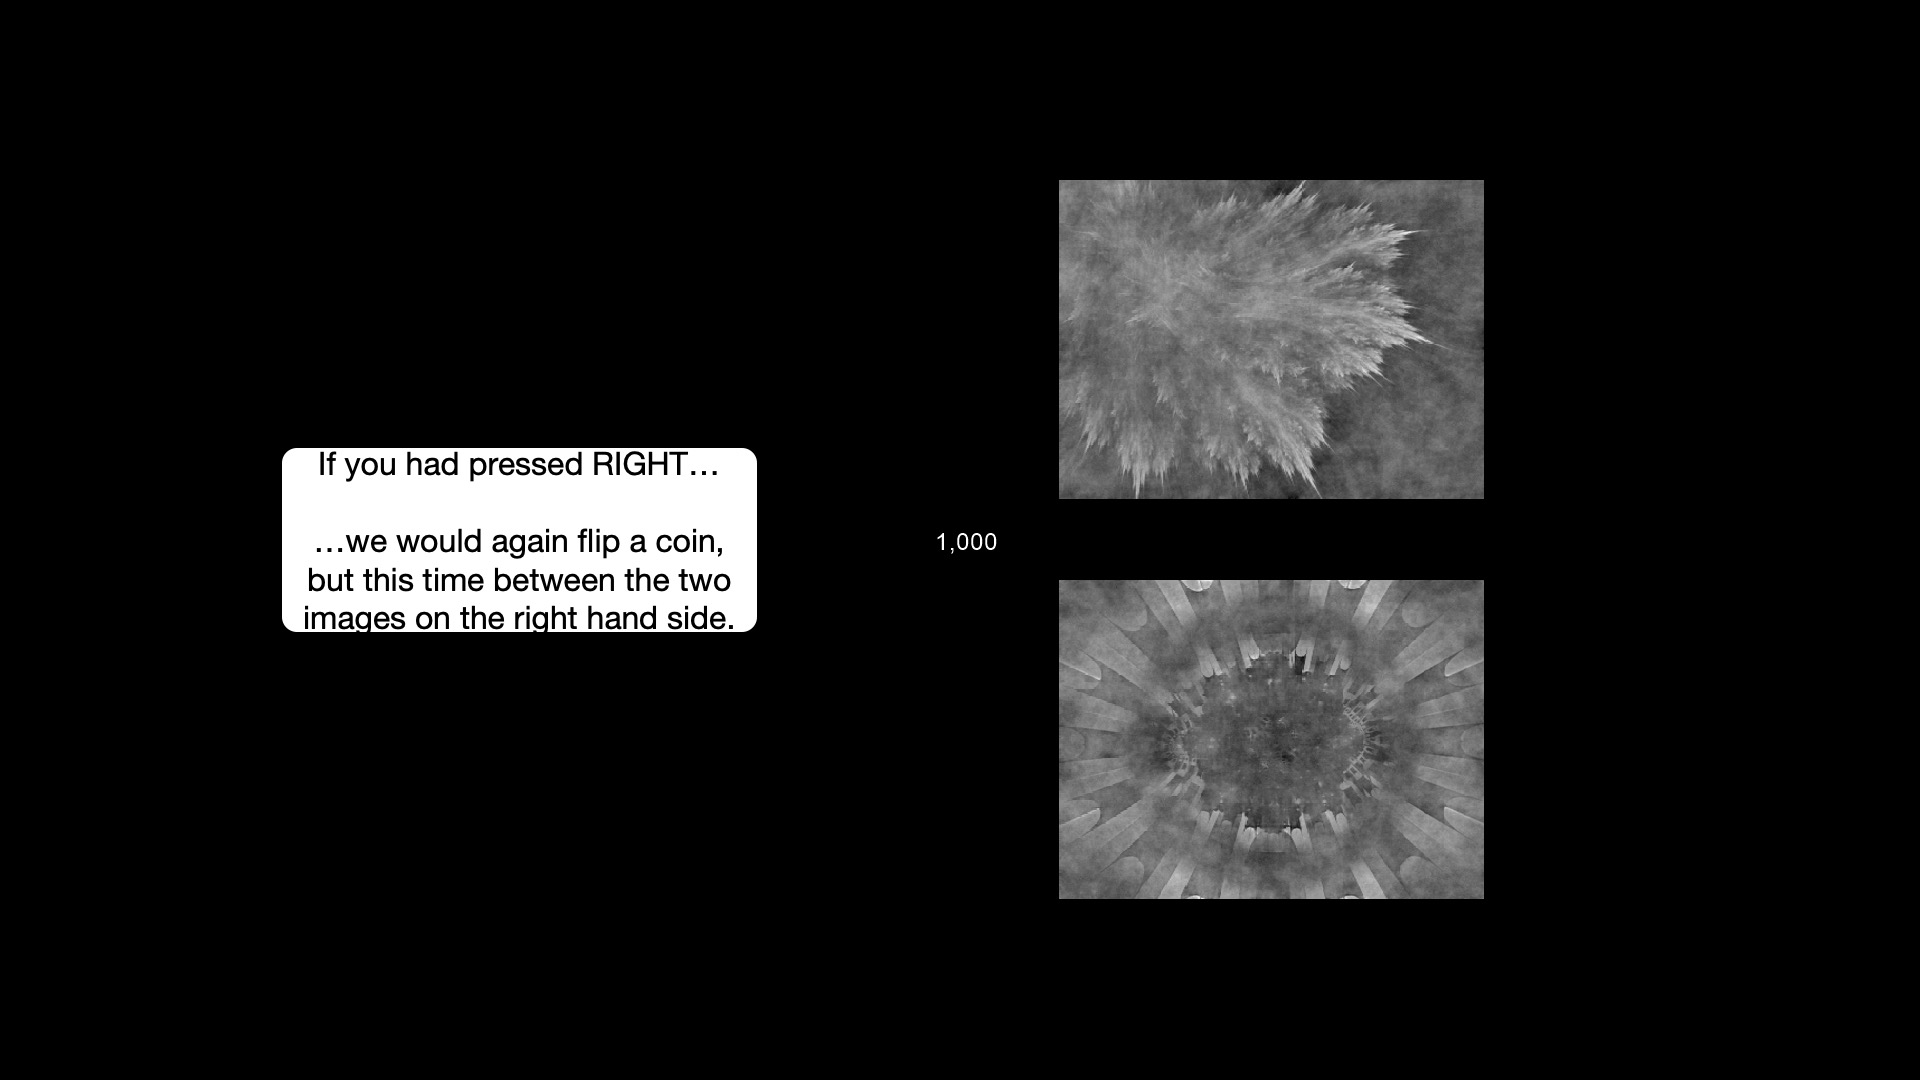 If you had pressed RIGHT…
…we would again flip a coin,
but this time between the two
images on the right hand side.
1,000